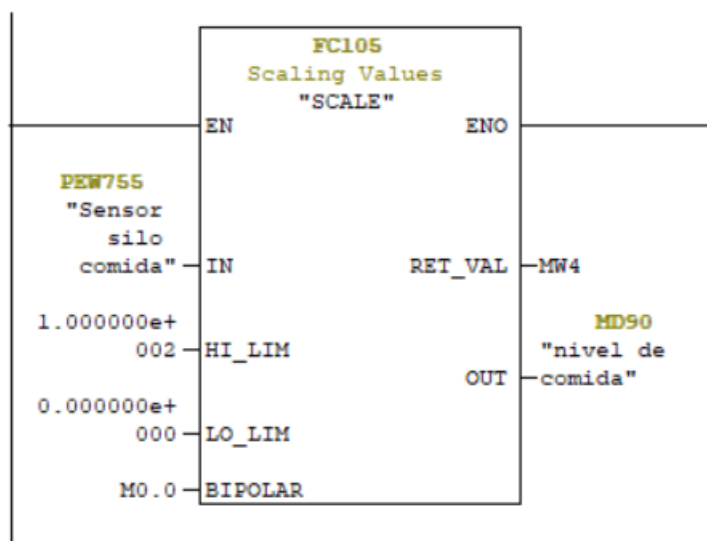 FC105
Scaling Values
"SCALE"
EN ENO
PEW755
"Sensor
silo
comida" IN RET_VAL MW4
1.000000e+
002 HI_LIM
MD90
"nivel de
OUT comida"
0.000000e+
000 LO_LIM
M0.0 BIPOLAR